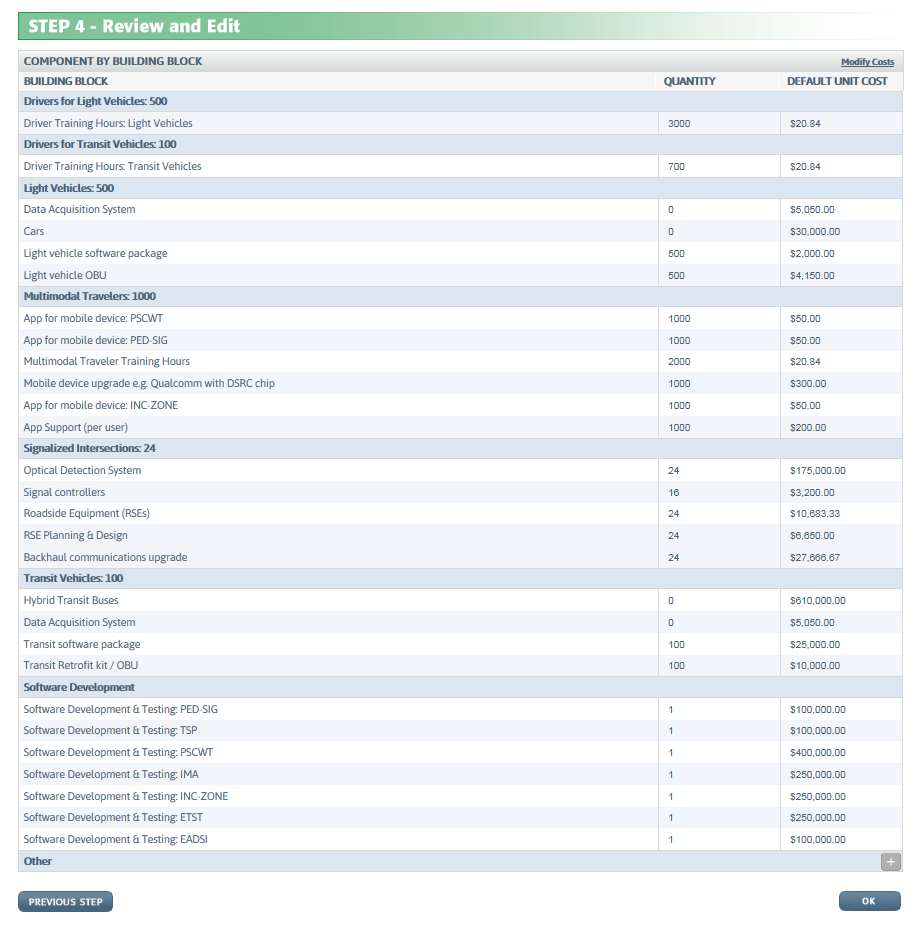 STEP 4 - Review and Edit
COMPONENT BY BUILDING BLOCK Modify Costs
BUILDING BLOCK QUANTITY DEFAULT UNIT COST
Drivers for Light Vehicles: 500
Driver Training Hours: Light Vehicles 3000 $20.84
Drivers for Transit Vehicles: 100
Driver Training Hours: Transit Vehicles 700 $20.84
Light Vehicles: 500
Data Acquisition System 0 $5,050.00
Cars 0 $30,000.00
Light vehicle software package 500 $2,000.00
Light vehicle OBU 500 $4,150.00
Multimodal Travelers: 1000
App for mobile device: PSCWT 1000 $50.00
App for mobile device: PED-SIG 1000 $50.00
Multimodal Traveler Training Hours 2000 $20.84
Mobile device upgrade e.g. Qualcomm with DSRC chip 1000 $300.00
App for mobile device: INC-ZONE 1000 $50.00
App Support (per user) 1000 $200.00
Signalized Intersections: 24
Optical Detection System 24 $175,000.00
Signal controllers 16 $3,200.00
Roadside Equipment (RSEs) 24 $10,683.33
RSE Planning & Design 24 $6,650.00
Backhaul communications upgrade 24 $27,666.67
Transit Vehicles: 100
Hybrid Transit Buses 0 $610,000.00
Data Acquisition System 0 $5,050.00
Transit software package 100 $25,000.00
Transit Retrofit kit / OBU 100 $10,000.00
Software Development
Software Development & Testing: PED-SIG 1 $100,000.00
Software Development & Testing: TSP 1 $100,000.00
Software Development & Testing: PSCWT 1 $400,000.00
Software Development & Testing: IMA 1 $250,000.00
Software Development & Testing: INC-ZONE 1 $250,000.00
Software Development & Testing: ETST 1 $250,000.00
Software Development & Testing: EADSI 1 $100,000.00
Other +
PREVIOUS STEP OK